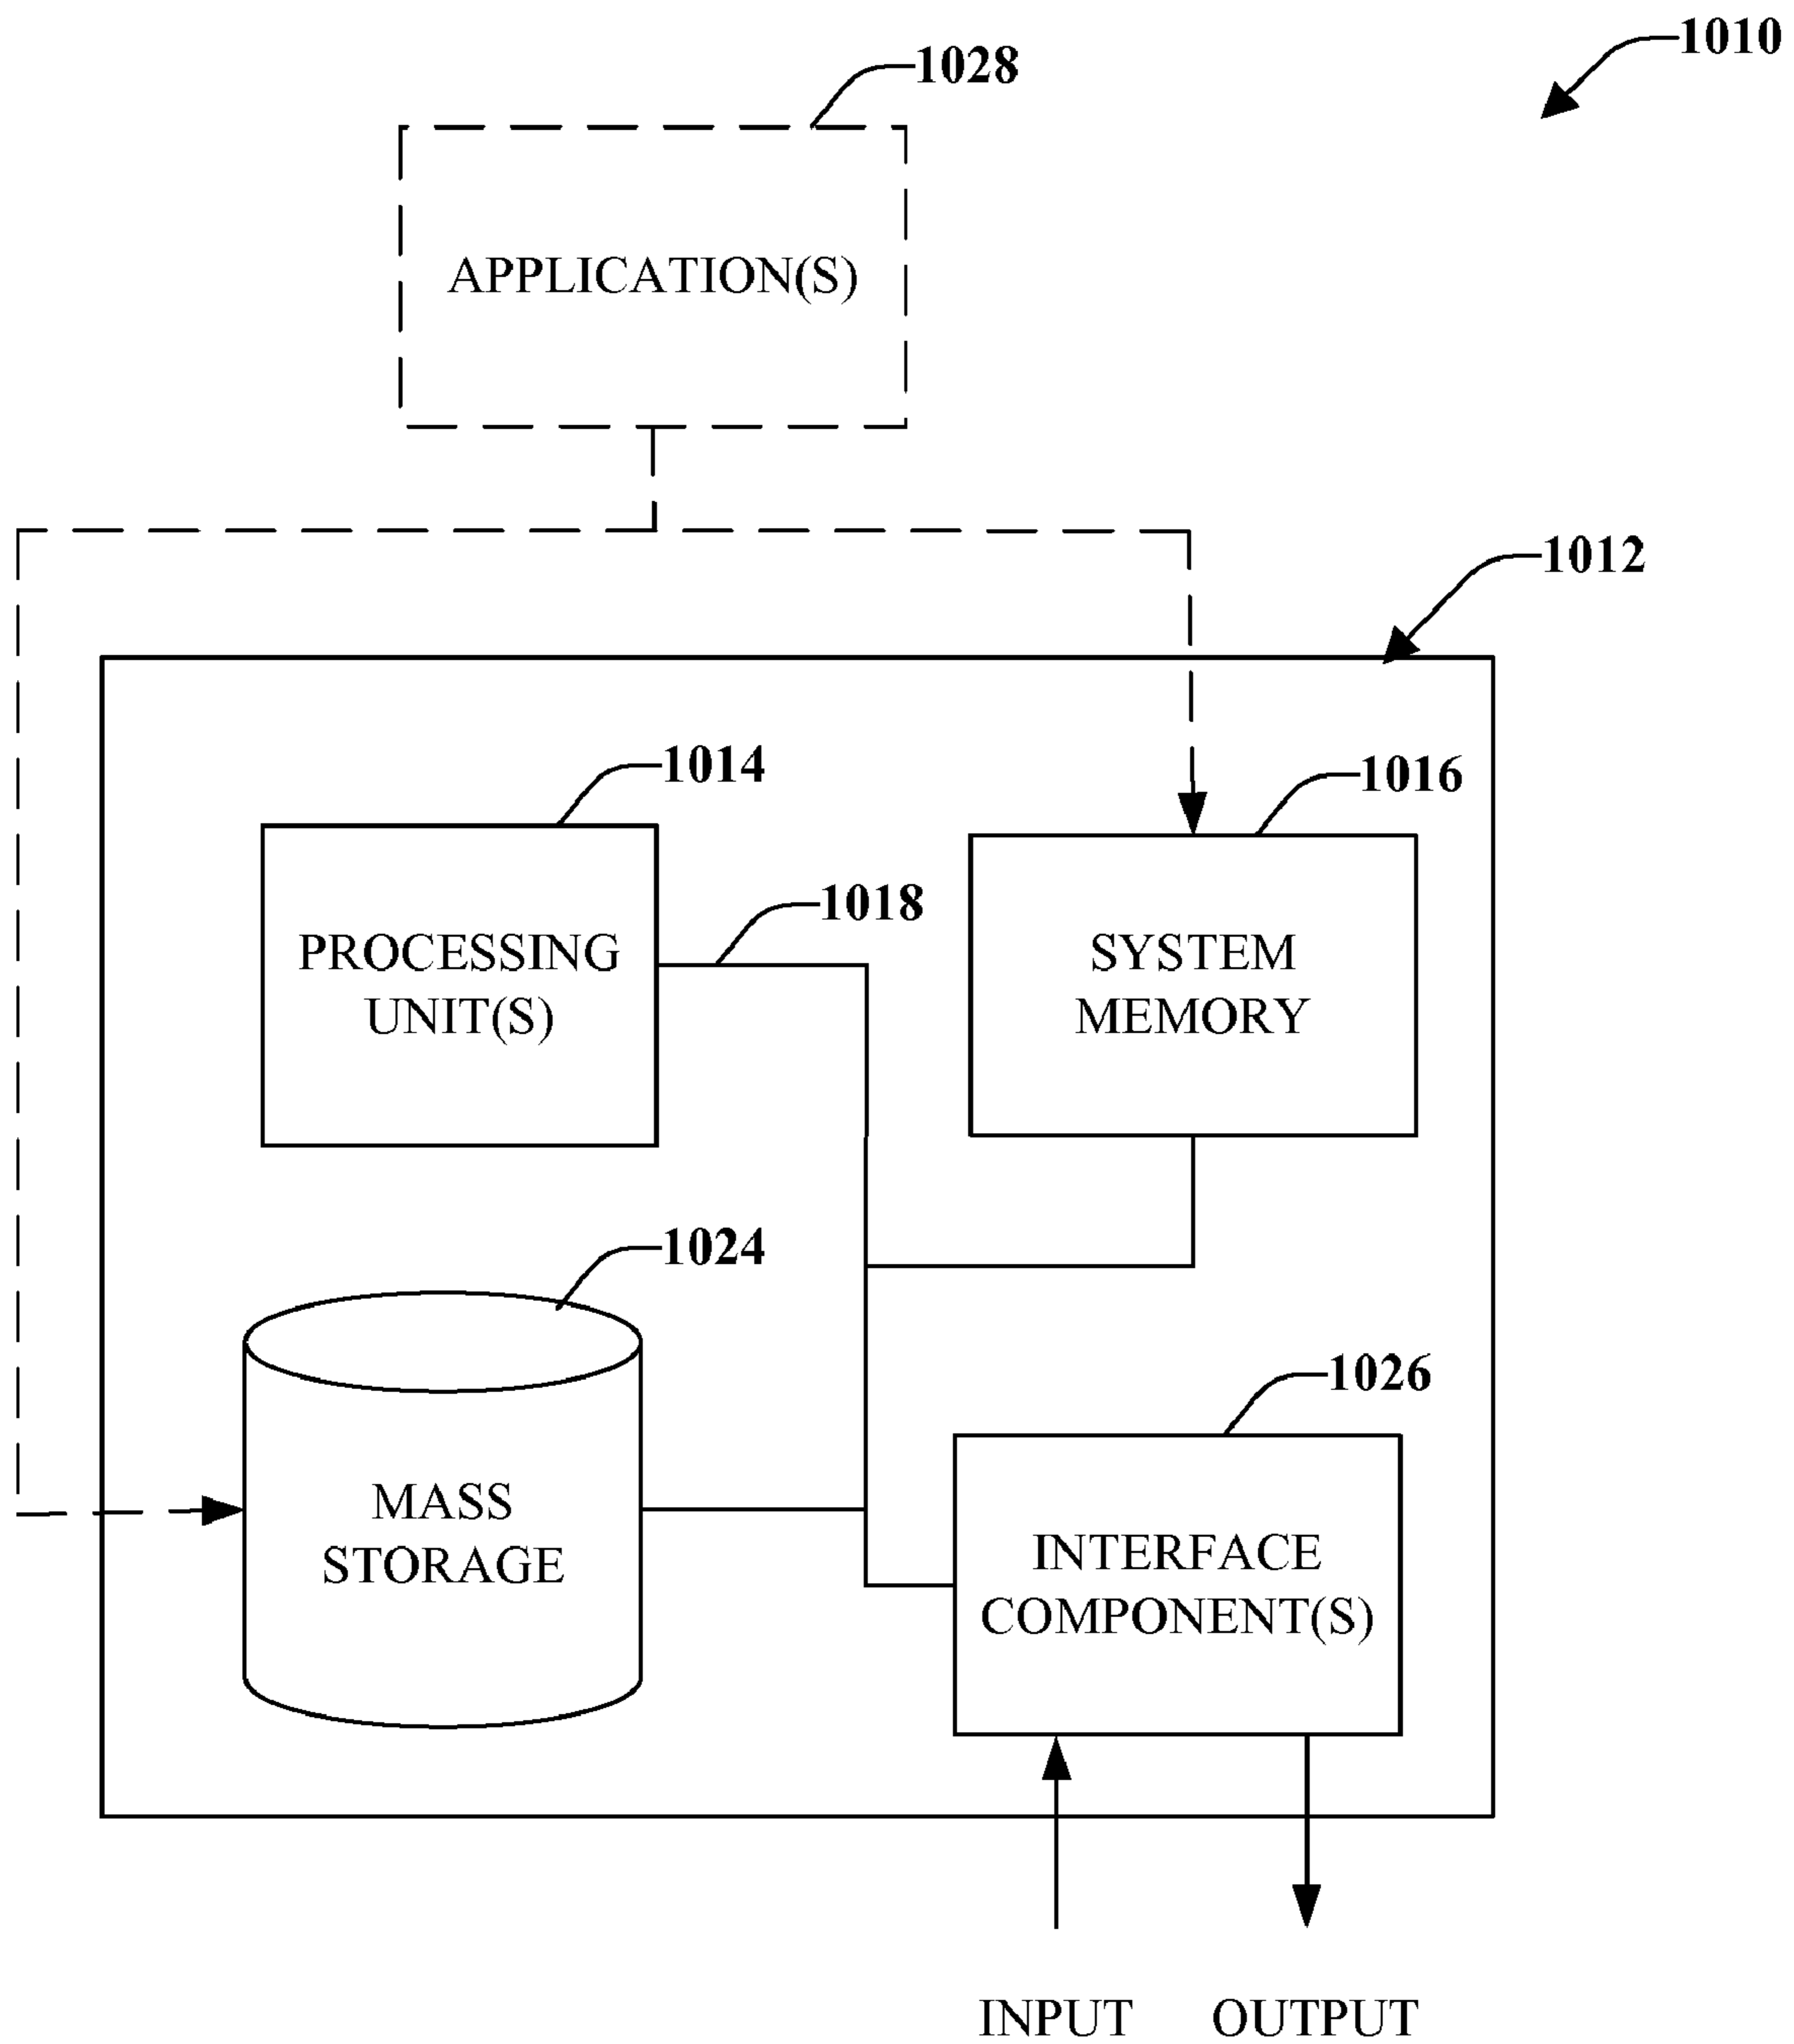 1010
1028
APPLICATION(S)
1012
1014
1016
1018
PROCESSING
UNIT(S)
SYSTEM
MEMORY
1024
1026
MASS
STORAGE
INTERFACE
COMPONENT(S)
INPUT
OUTPUT